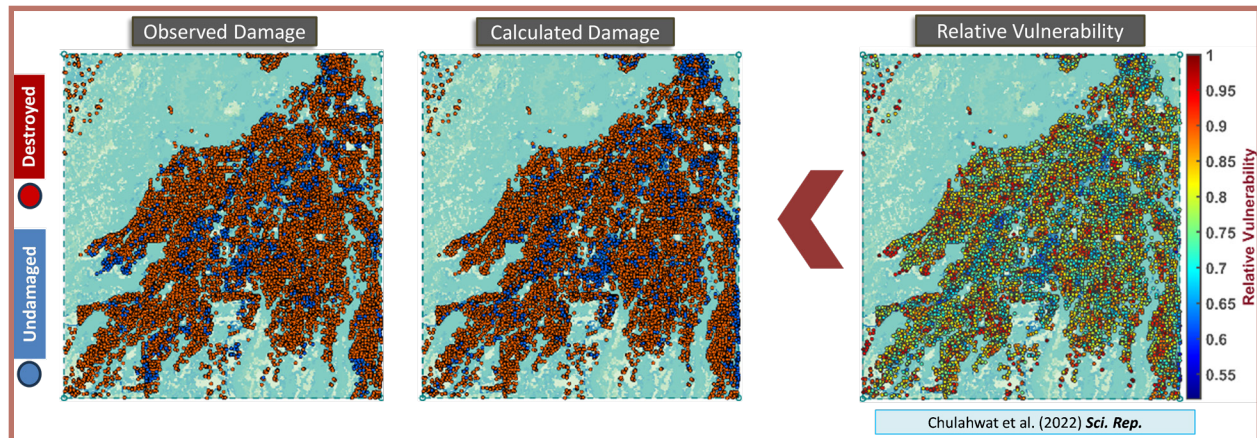 Observed Damage
Calculated Damage
Relative Vulnerability
Destroyed
Undamaged
1
0.95
0.9
0.85
0.8
0.75
0.7
0.65
0.6
0.55
Relative Vulnerability
Chulahwat et al. (2022) Sci. Rep.